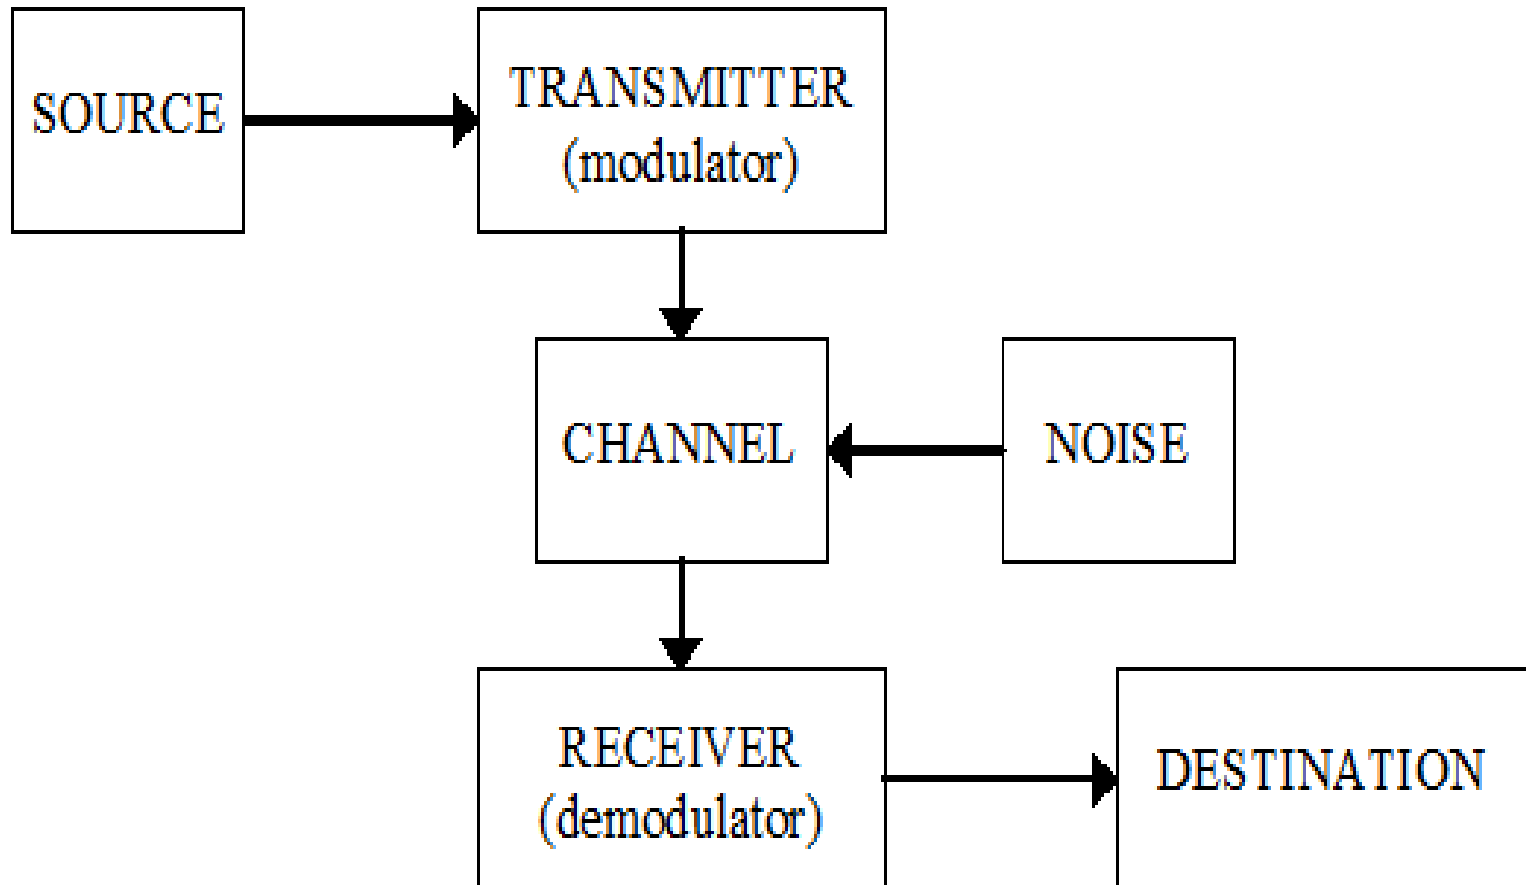 SOURCE
TRANSMITTER
(modulator)
CHANNEL
NOISE
RECEIVER
(demodulator)
DESTINATION